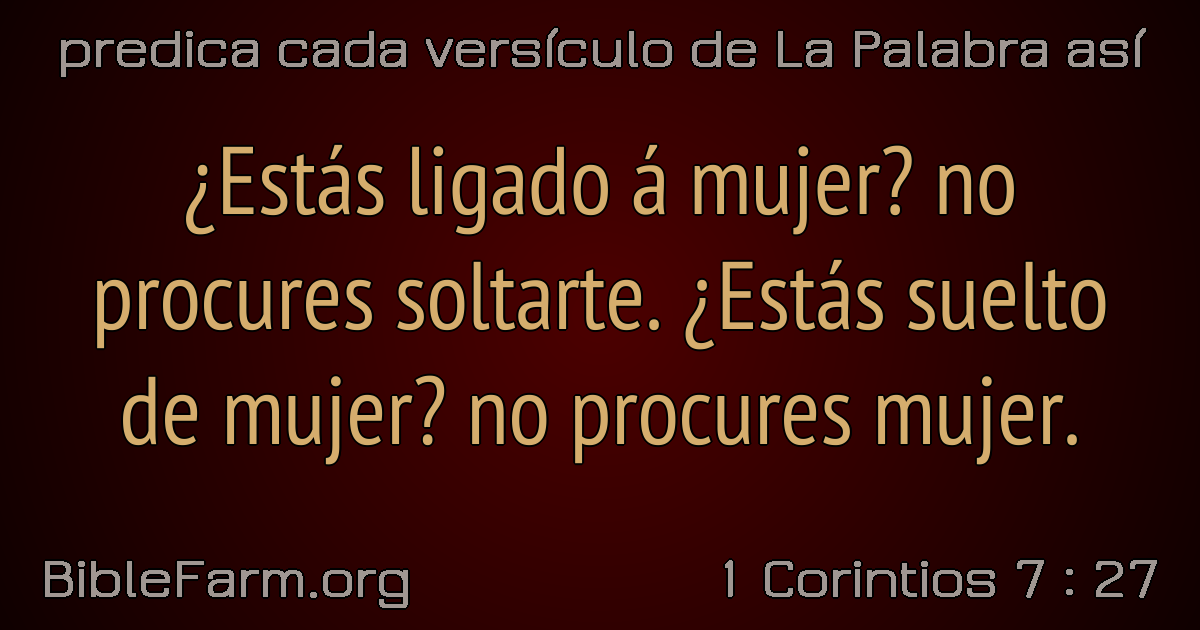 predica cada versículo de La Palabra así
¿Estás ligado á mujer? no
procures soltarte. ¿Estás suelto
de mujer? no procures mujer.
BibleFarm.org
1 Corintios 7 : 27